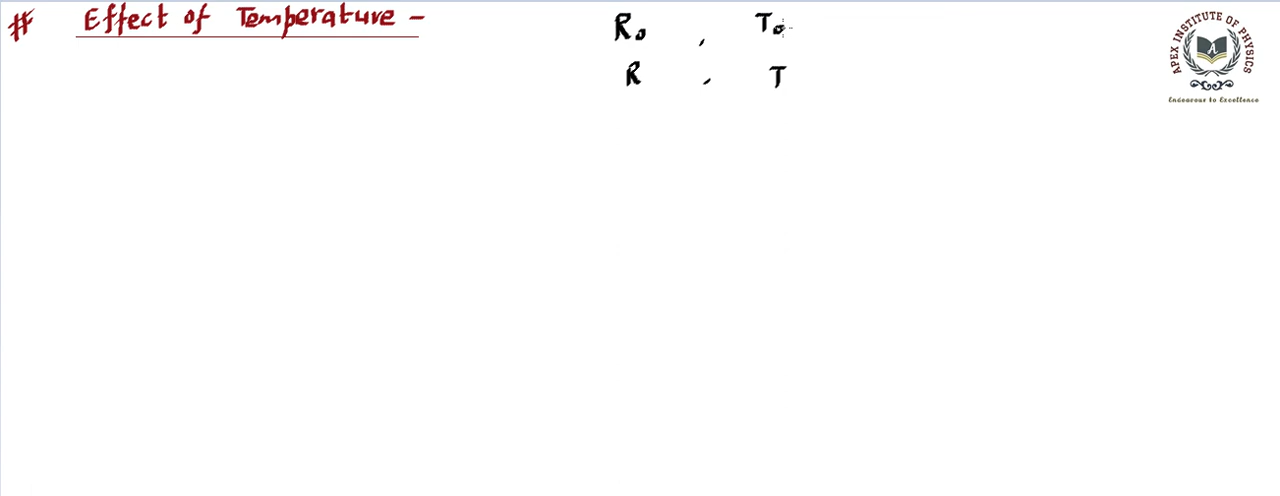 # Effect of Temperature -
R₀ , T₀
R , T
APEX INSTITUTE OF PHYSICS
A
Endeavour to Excellence